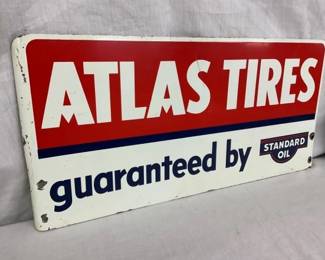 ATLAS TIRES
guaranteed by
STANDARD
OIL